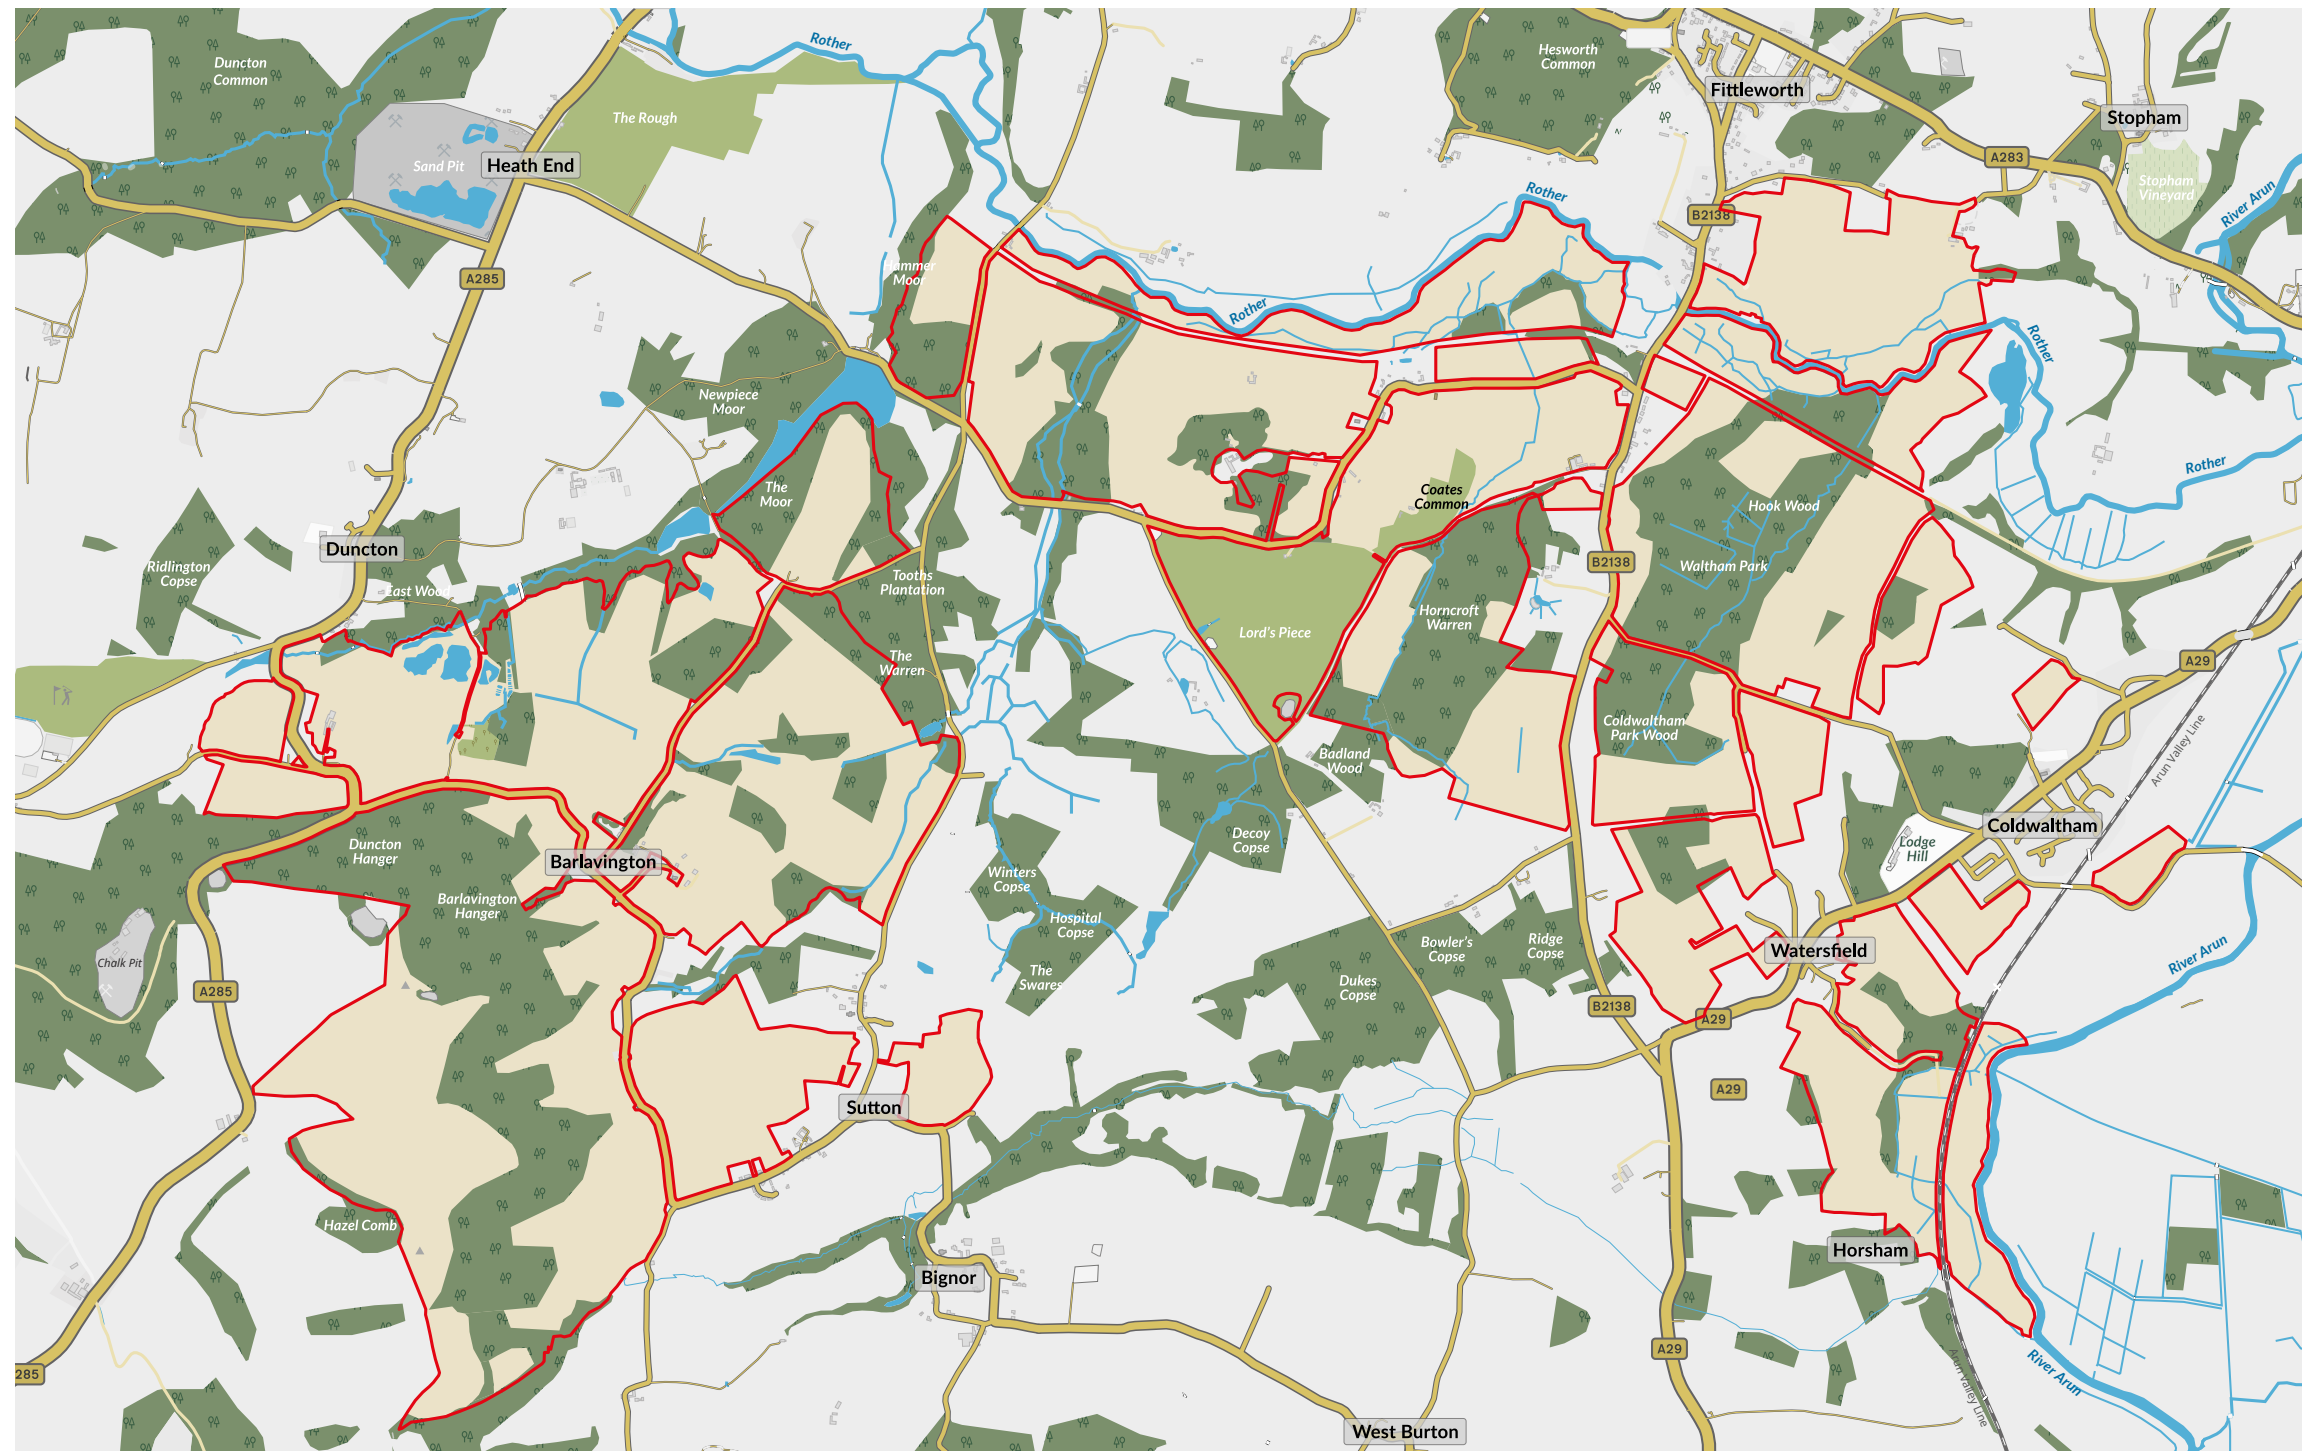 Duncton
Common
Sand Pit
Heath End
The Rough
Rother
Hesworth
Common
Fittleworth
Stopham
A283
Stopham
Vineyard
River Arun
A285
Hammer
Moor
Rother
Rother
B2138
Rother
Rother
Newpiece
Moor
The
Moor
Coates
Common
Hook Wood
Waltham Park
Duncton
Ridlington
Copse
East Wood
Tooths
Plantation
The
Warren
Lord's Piece
Horncroft
Warren
B2138
A29
Arun Valley Line
Coldwaltham
Park Wood
Badland
Wood
Decoy
Copse
Duncton
Hanger
Barlavington
Barlavington
Hanger
Winters
Copse
Hospital
Copse
The
Swares
Bowler's
Copse
Ridge
Copse
Dukes
Copse
Lodge
Hill
Coldwaltham
Watersfield
River Arun
Chalk Pit
A285
B2138
A29
A29
Sutton
Hazel Comb
Bignor
Horsham
A29
285
West Burton
Arun Valley Line
River Arun